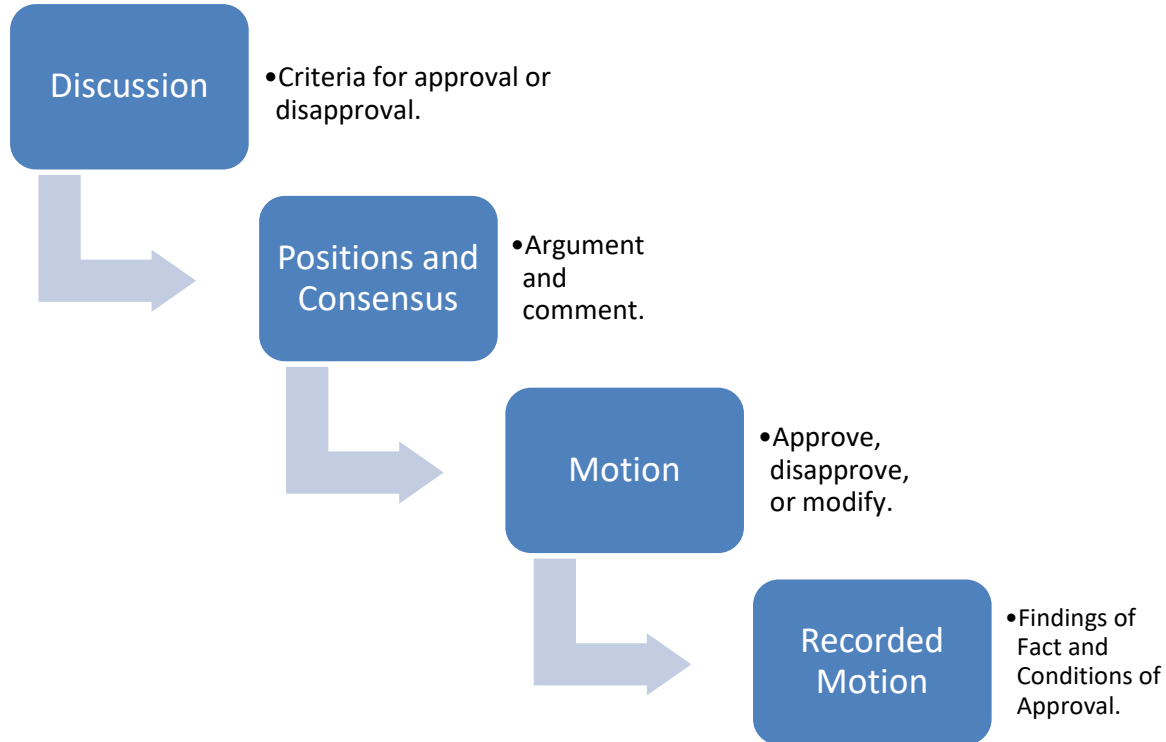 Discussion
•Criteria for approval or
disapproval.
Positions and
Consensus
•Argument
and
comment.
Motion
•Approve,
disapprove,
or modify.
Recorded
Motion
•Findings of
Fact and
Conditions of
Approval.